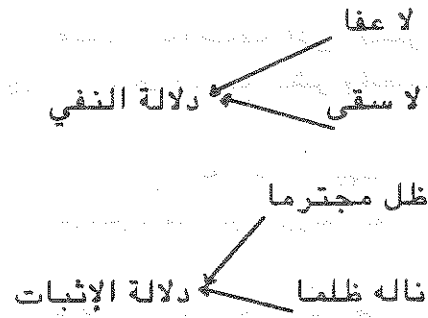 لا عفا
لا سقى
دلالة النفي
ظل مجترما
ناله ظلما
دلالة الإثبات